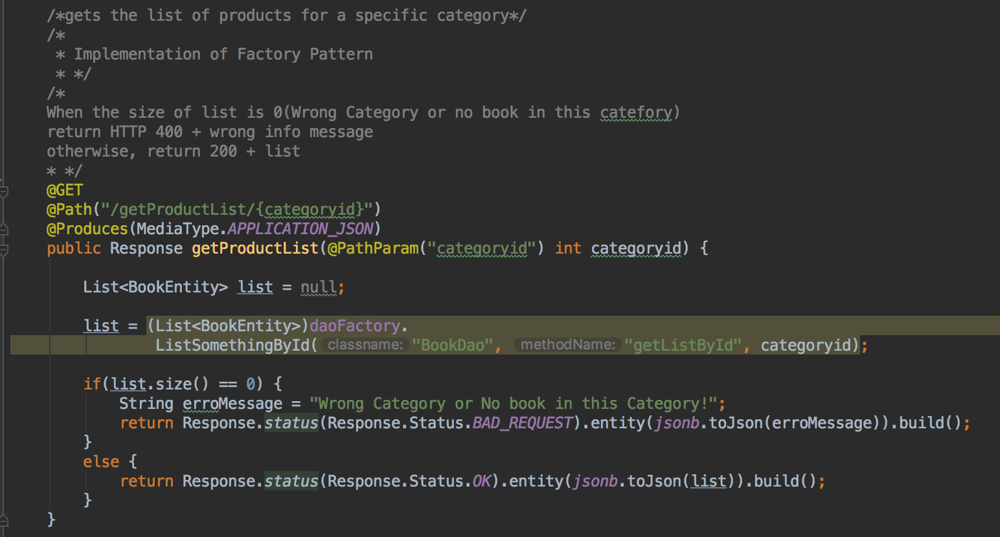 /*gets the list of products for a specific category*/
/*
 * Implementation of Factory Pattern
 * */
/*
When the size of list is 0(Wrong Category or no book in this catefory)
return HTTP 400 + wrong info message
otherwise, return 200 + list
* */
@GET
@Path("/getProductList/{categoryid}")
@Produces(MediaType.APPLICATION_JSON)
public Response getProductList(@PathParam("categoryid") int categoryid) {
List<BookEntity> list = null;
list = (List<BookEntity>)daoFactory.
ListSomethingById( classname: "BookDao", methodName: "getListById", categoryid);
if(list.size() == 0) {
String erroMessage = "Wrong Category or No book in this Category!";
return Response.status(Response.Status.BAD_REQUEST).entity(jsonb.toJson(erroMessage)).build();
}
else {
return Response.status(Response.Status.OK).entity(jsonb.toJson(list)).build();
}
}